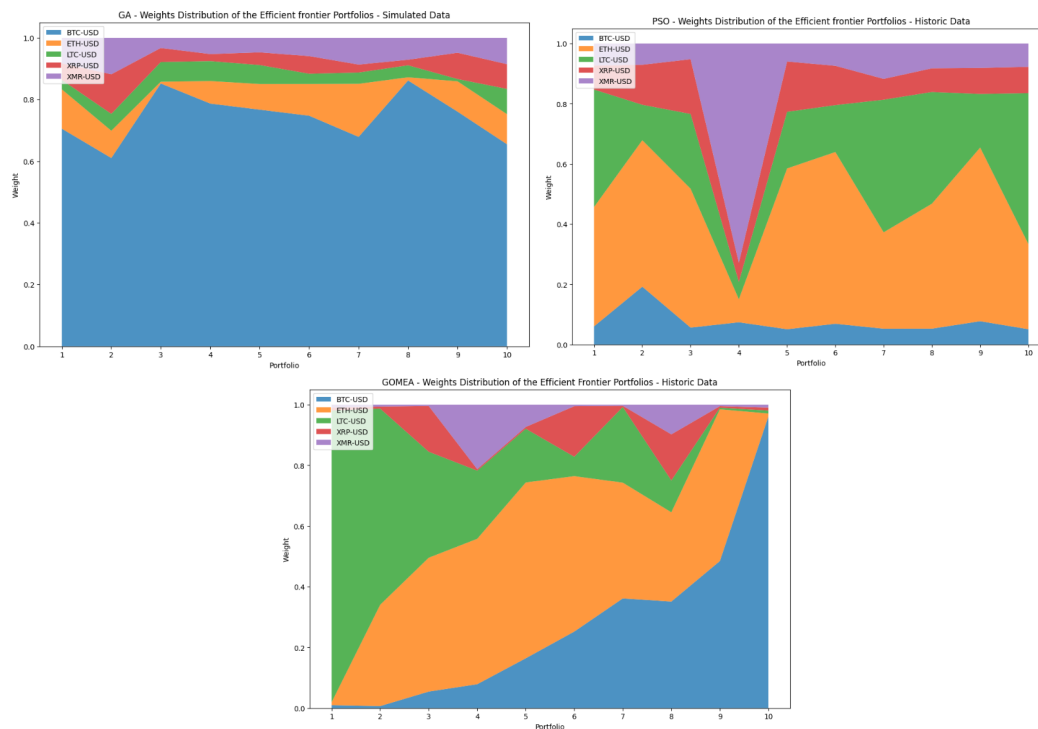 GA - Weights Distribution of the Efficient frontier Portfolios - Simulated Data
BTC-USD
ETH-USD
LTC-USD
XRP-USD
XMR-USD
1.0
0.8
0.6
0.4
0.2
0.0
Weight
1 2 3 4 5 6 7 8 9 10
Portfolio
PSO - Weights Distribution of the Efficient frontier Portfolios - Historic Data
BTC-USD
ETH-USD
LTC-USD
XRP-USD
XMR-USD
1.0
0.8
0.6
0.4
0.2
0.0
Weight
1 2 3 4 5 6 7 8 9 10
Portfolio
GOMEA - Weights Distribution of the Efficient Frontier Portfolios - Historic Data
BTC-USD
ETH-USD
LTC-USD
XRP-USD
XMR-USD
1.0
0.8
0.6
0.4
0.2
0.0
Weight
1 2 3 4 5 6 7 8 9 10
Portfolio